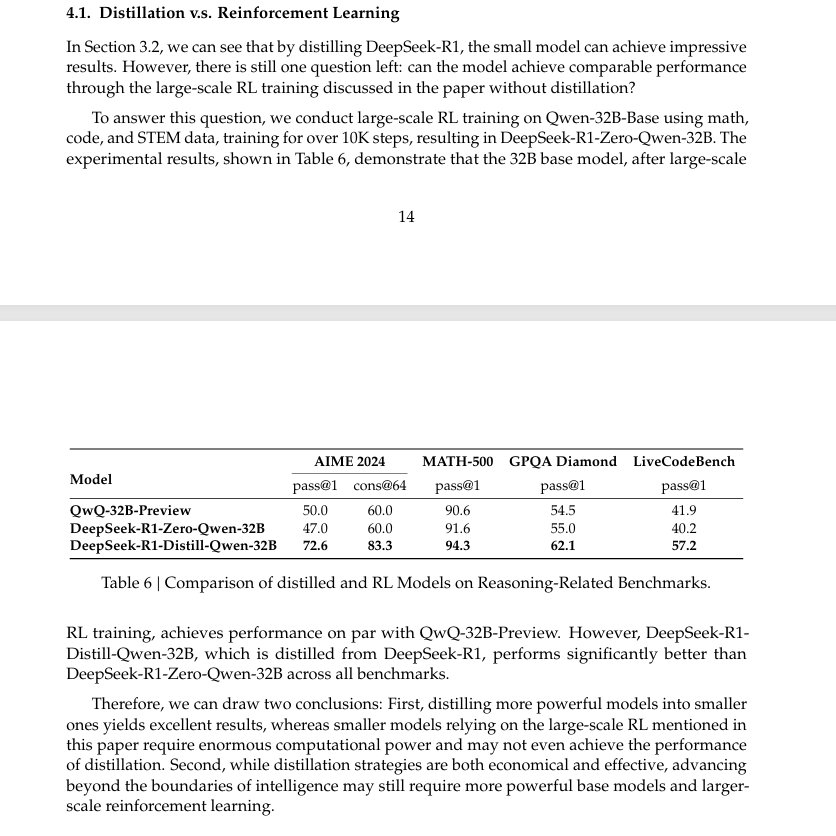 4.1. Distillation v.s. Reinforcement Learning
In Section 3.2, we can see that by distilling DeepSeek-R1, the small model can achieve impressive
results. However, there is still one question left: can the model achieve comparable performance
through the large-scale RL training discussed in the paper without distillation?
To answer this question, we conduct large-scale RL training on Qwen-32B-Base using math,
code, and STEM data, training for over 10K steps, resulting in DeepSeek-R1-Zero-Qwen-32B. The
experimental results, shown in Table 6, demonstrate that the 32B base model, after large-scale
14
AIME 2024 MATH-500 GPQA Diamond LiveCodeBench
Model
pass@1 cons@64 pass@1 pass@1 pass@1
QwQ-32B-Preview 50.0 60.0 90.6 54.5 41.9
DeepSeek-R1-Zero-Qwen-32B 47.0 60.0 91.6 55.0 40.2
DeepSeek-R1-Distill-Qwen-32B 72.6 83.3 94.3 62.1 57.2
Table 6 | Comparison of distilled and RL Models on Reasoning-Related Benchmarks.
RL training, achieves performance on par with QwQ-32B-Preview. However, DeepSeek-R1-
Distill-Qwen-32B, which is distilled from DeepSeek-R1, performs significantly better than
DeepSeek-R1-Zero-Qwen-32B across all benchmarks.
Therefore, we can draw two conclusions: First, distilling more powerful models into smaller
ones yields excellent results, whereas smaller models relying on the large-scale RL mentioned in
this paper require enormous computational power and may not even achieve the performance
of distillation. Second, while distillation strategies are both economical and effective, advancing
beyond the boundaries of intelligence may still require more powerful base models and larger-
scale reinforcement learning.